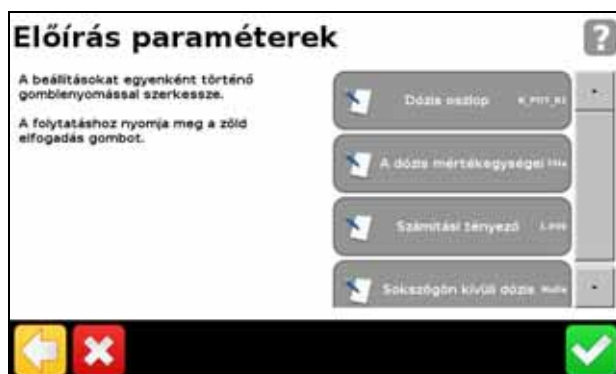 Előírás paraméterek
?
A beállításokat egyenként történő
gomblenyomással szerkessze.
A folytatáshoz nyomja meg a zöld
elfogadás gombot.
Dózis oszlop
A dózis mértékegységei
Számítási tényező
Sokszögön kívüli dózis